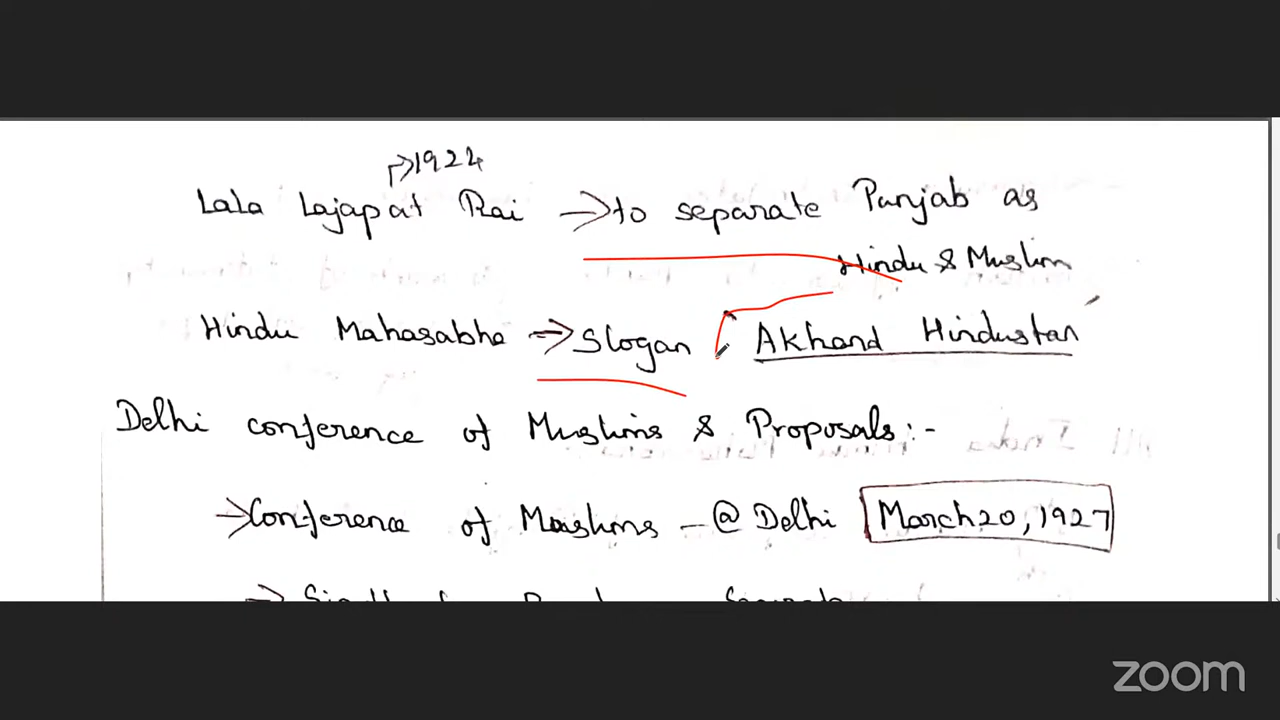 ↱1924
Lala Lajapat Rai → to separate Punjab as
Hindu & Muslim
Hindu Mahasabha → Slogan Akhand Hindustan
Delhi conference of Muslims & Proposals:-
→ Conference of Muslims - @ Delhi March 20, 1927
zoom